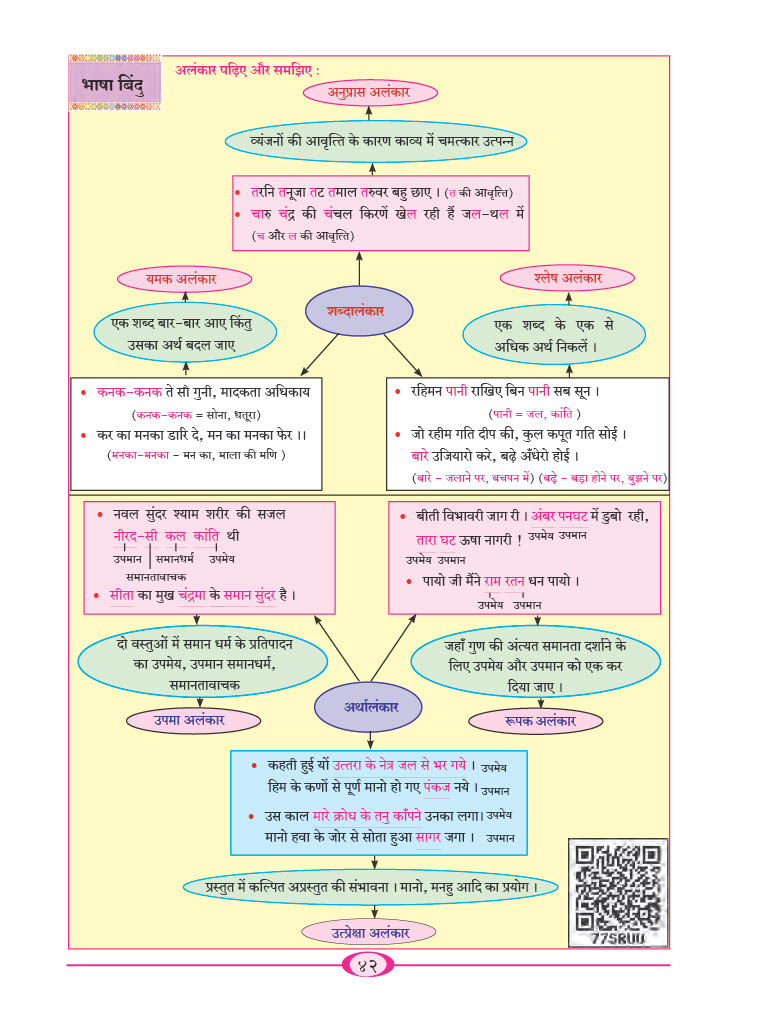 भाषा बिंदु
अलंकार पढ़िए और समझिए :
अनुप्रास अलंकार
व्यंजनों की आवृत्ति के कारण काव्य में चमत्कार उत्पन्न
• तरनि तनूजा तट तमाल तरुवर बहु छाए । (त की आवृत्ति)
• चारु चंद्र की चंचल किरणें खेल रही हैं जल-थल में
(च और ल की आवृत्ति)
यमक अलंकार
शब्दालंकार
श्लेष अलंकार
एक शब्द बार-बार आए किंतु
उसका अर्थ बदल जाए
एक शब्द के एक से
अधिक अर्थ निकलें ।
• कनक-कनक ते सौ गुनी, मादकता अधिकाय
(कनक-कनक = सोना, धतूरा)
• कर का मनका डारि दे, मन का मनका फेर ।।
(मनका-मनका - मन का, माला की मणि )
• रहिमन पानी राखिए बिन पानी सब सून ।
(पानी = जल, कांति )
• जो रहीम गति दीप की, कुल कपूत गति सोई ।
बारे उजियारो करे, बढ़े अँधेरो होई ।
(बारे - जलाने पर, बचपन में) (बढ़े - बड़ा होने पर, बुझने पर)
• नवल सुंदर श्याम शरीर की सजल
नीरद-सी कल कांति थी
उपमान समानधर्म उपमेय
समानतावाचक
• सीता का मुख चंद्रमा के समान सुंदर है ।
• बीती विभावरी जाग री । अंबर पनघट में डुबो रही,
उपमेय उपमान
तारा घट ऊषा नागरी !
उपमेय उपमान
• पायो जी मैंने राम रतन धन पायो ।
उपमेय उपमान
दो वस्तुओं में समान धर्म के प्रतिपादन
का उपमेय, उपमान समानधर्म,
समानतावाचक
जहाँ गुण की अंत्यत समानता दर्शाने के
लिए उपमेय और उपमान को एक कर
दिया जाए ।
उपमा अलंकार
अर्थालंकार
रूपक अलंकार
• कहती हुई यों उत्तरा के नेत्र जल से भर गये । उपमेय
हिम के कणों से पूर्ण मानो हो गए पंकज नये । उपमान
• उस काल मारे क्रोध के तनु काँपने उनका लगा। उपमेय
मानो हवा के जोर से सोता हुआ सागर जगा । उपमान
प्रस्तुत में कल्पित अप्रस्तुत की संभावना । मानो, मनहु आदि का प्रयोग ।
उत्प्रेक्षा अलंकार
77SRUU
४२